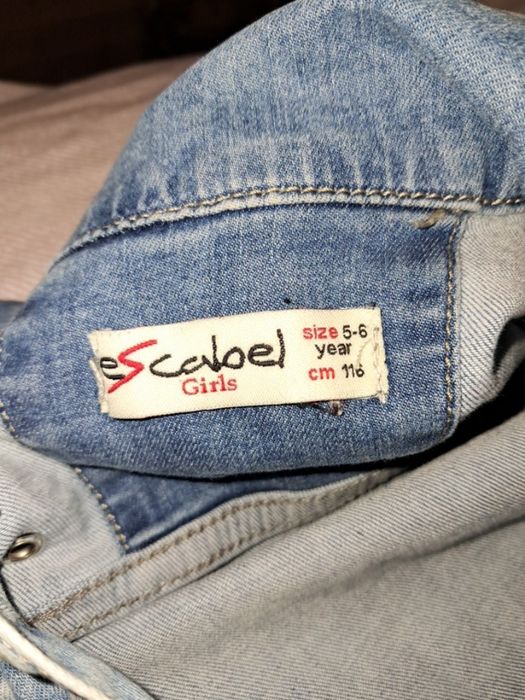 eScabel
Girls
size 5-6
year
cm 116